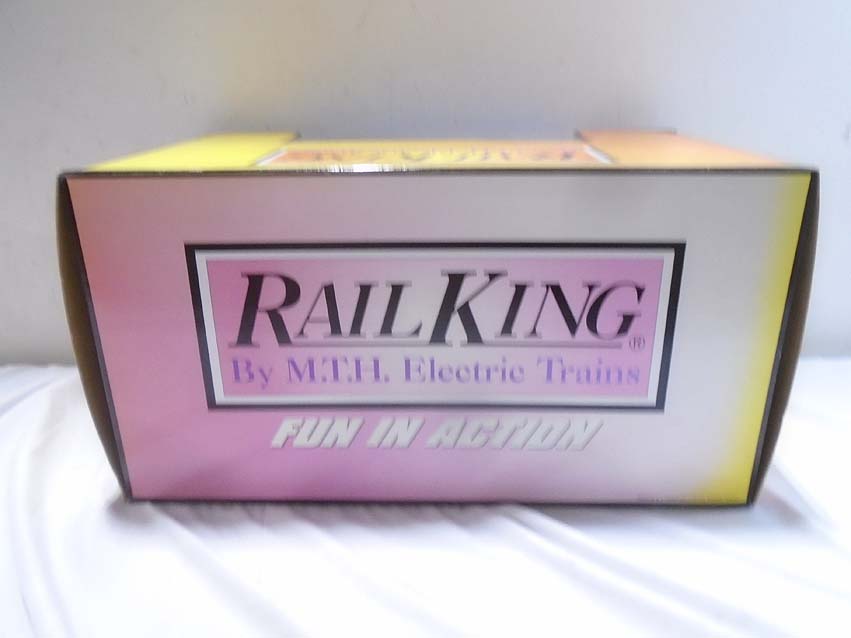 RAILKING®
By M.T.H. Electric Trains
FUN IN ACTION